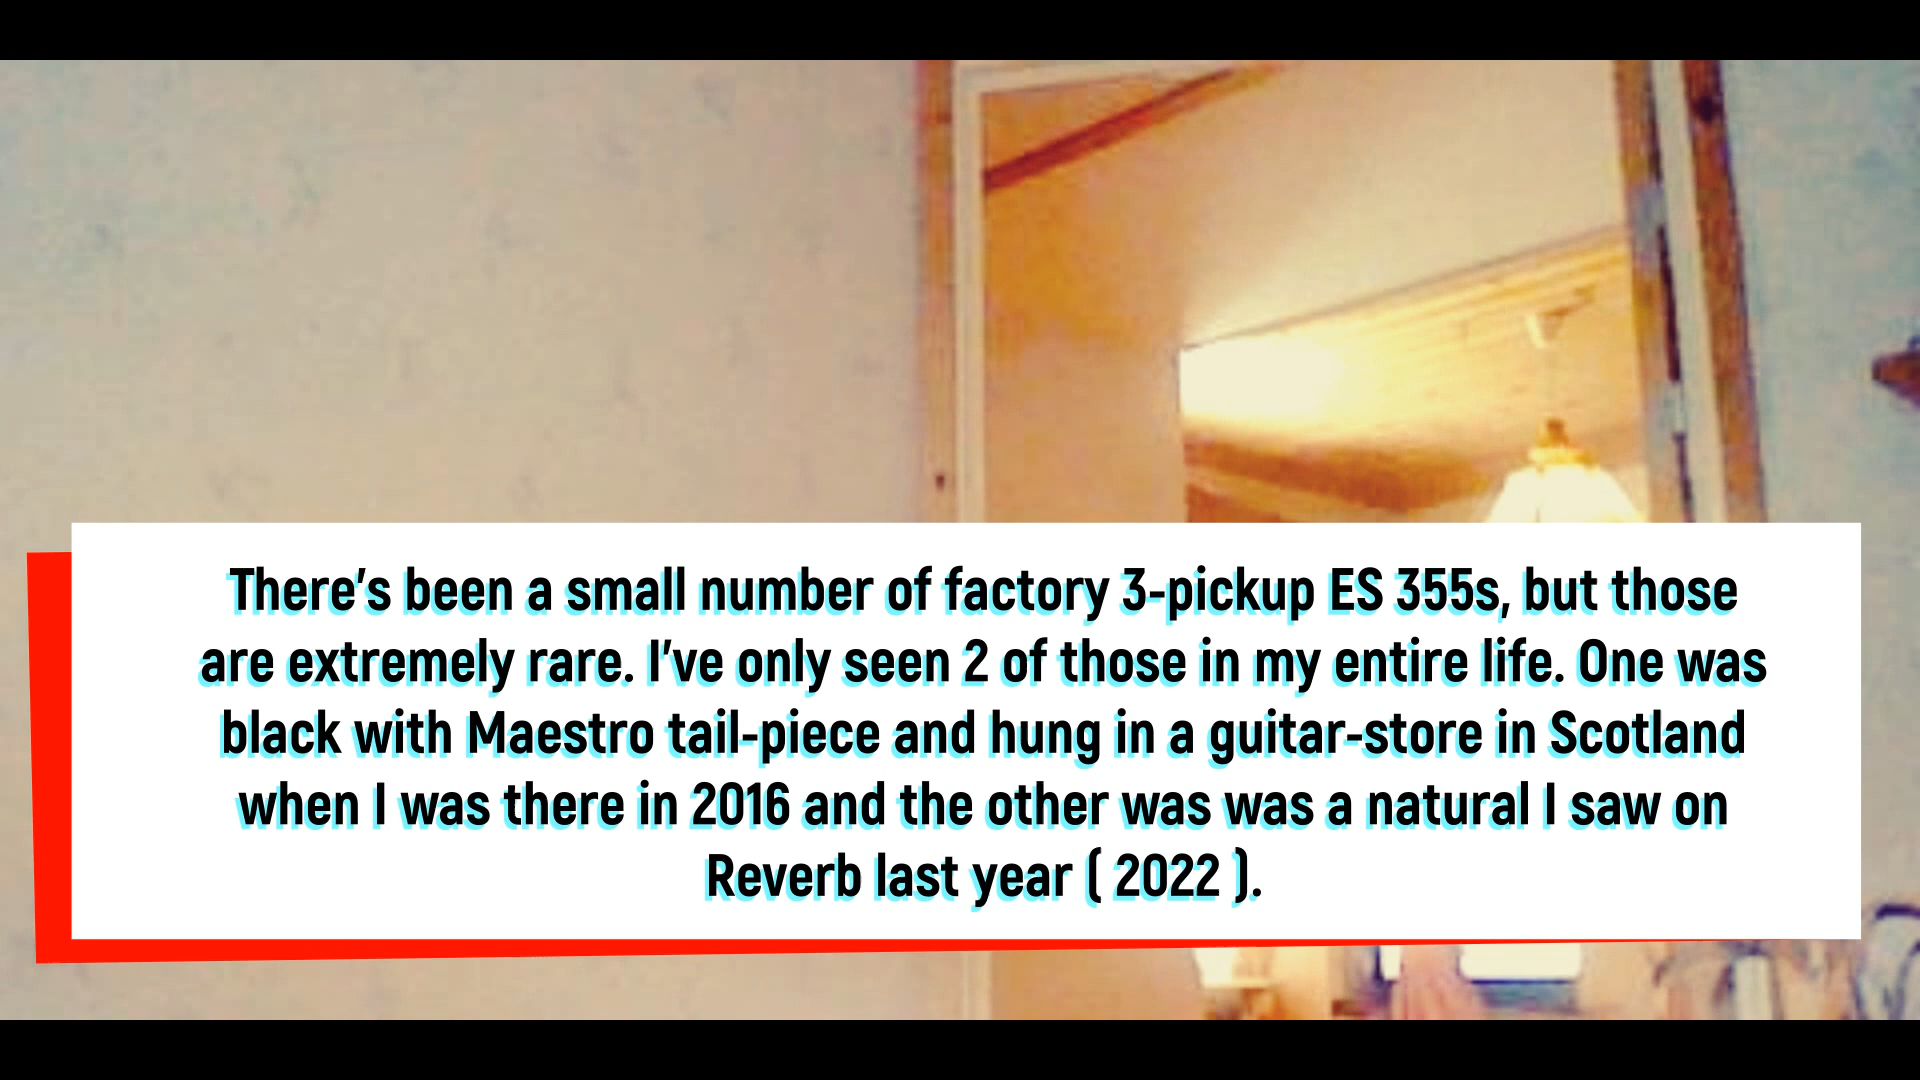 There's been a small number of factory 3-pickup ES 355s, but those
are extremely rare. I've only seen 2 of those in my entire life. One was
black with Maestro tail-piece and hung in a guitar-store in Scotland
when I was there in 2016 and the other was was a natural I saw on
Reverb last year ( 2022 ).